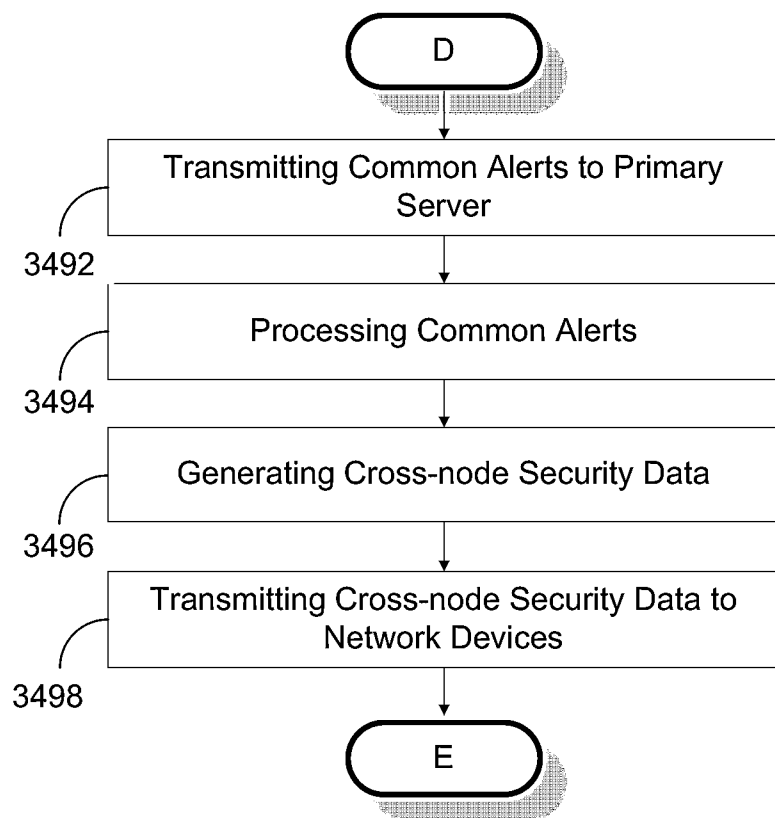 D
Transmitting Common Alerts to Primary
Server
3492
Processing Common Alerts
3494
Generating Cross-node Security Data
3496
Transmitting Cross-node Security Data to
Network Devices
3498
E